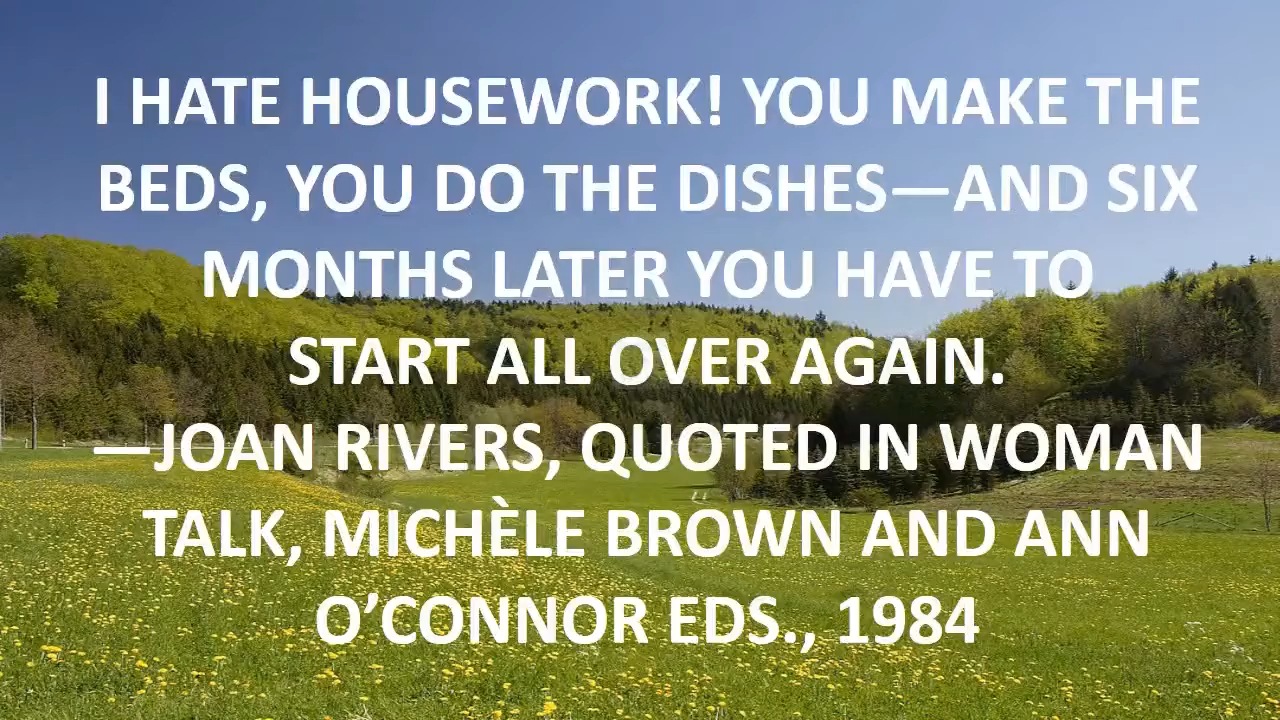 I HATE HOUSEWORK! YOU MAKE THE
BEDS, YOU DO THE DISHES—AND SIX
MONTHS LATER YOU HAVE TO
START ALL OVER AGAIN.
—JOAN RIVERS, QUOTED IN WOMAN
TALK, MICHÈLE BROWN AND ANN
O’CONNOR EDS., 1984